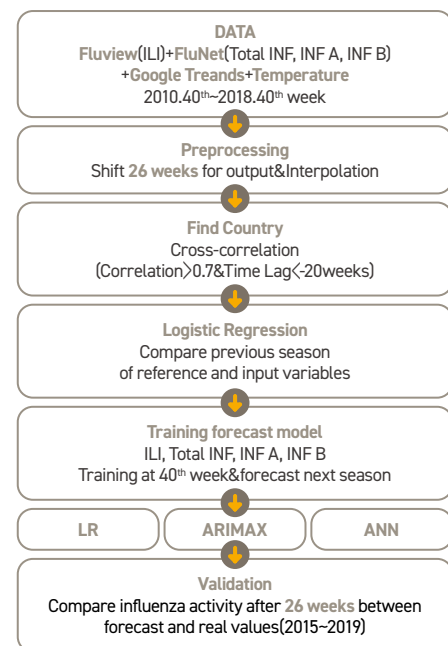 DATA
Fluview(ILI)+FluNet(Total INF, INF A, INF B)
+Google Treands+Temperature
2010.40th~2018.40th week
Preprocessing
Shift 26 weeks for output&Interpolation
Find Country
Cross-correlation
(Correlation>0.7&Time Lag<-20weeks)
Logistic Regression
Compare previous season
of reference and input variables
Training forecast model
ILI, Total INF, INF A, INF B
Training at 40th week&forecast next season
LR ARIMAX ANN
Validation
Compare influenza activity after 26 weeks between
forecast and real values(2015~2019)